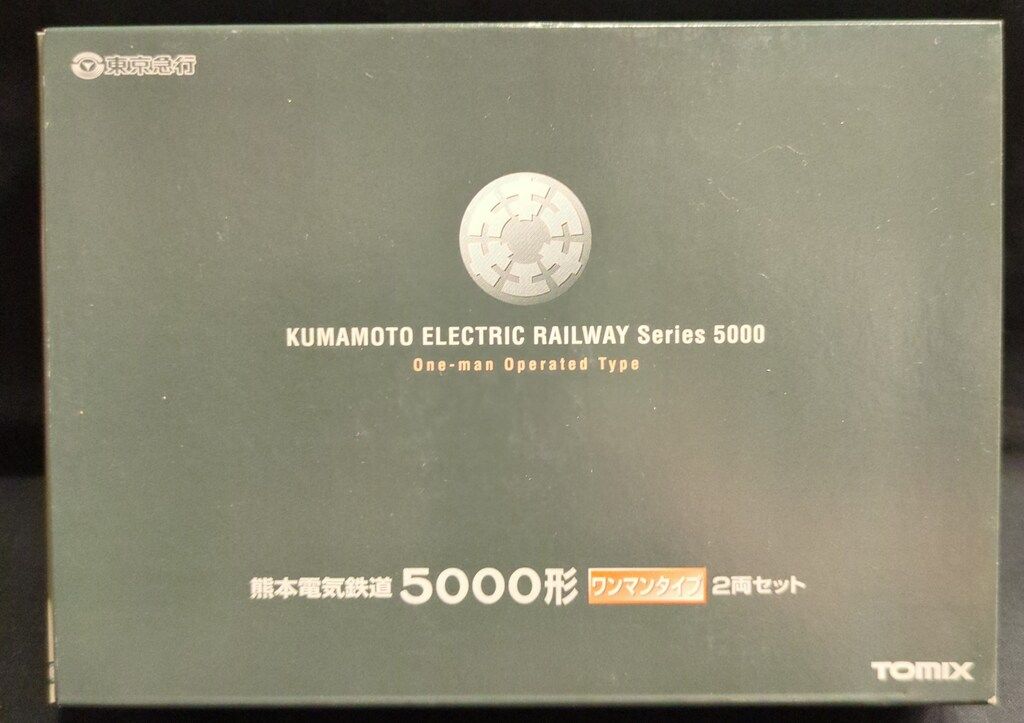 東京急行
KUMAMOTO ELECTRIC RAILWAY Series 5000
One-man Operated Type
熊本電気鉄道 5000形 ワンマンタイプ 2両セット
TOMIX